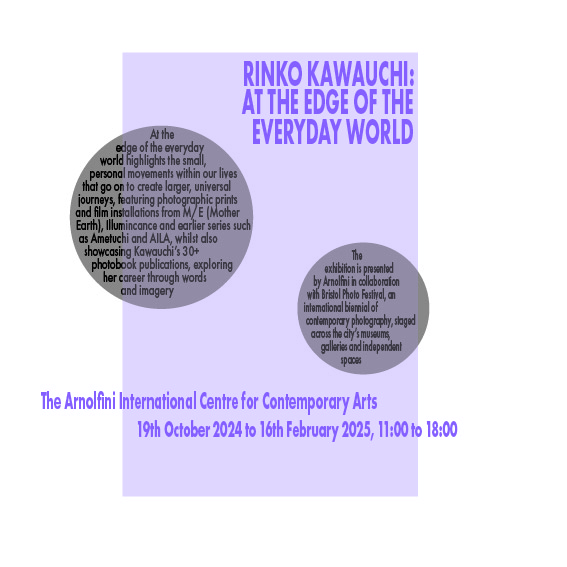 RINKO KAWAUCHI:
AT THE EDGE OF THE
EVERYDAY WORLD
At the
edge of the everyday
world highlights the small,
personal movements within our lives
that go on to create larger, universal
journeys, featuring photographic prints
and film installations from M/E (Mother
Earth), Illumincance and earlier series such
as Ametuchi and AILA, whilst also
showcasing Kawauchi's 30+
photobook publications, exploring
her career through words
and imagery
The
exhibition is presented
by Arnolfini in collaboration
with Bristol Photo Festival, an
international biennial of
contemporary photography, staged
across the city's museums,
galleries and independent
spaces
The Arnolfini International Centre for Contemporary Arts
19th October 2024 to 16th February 2025, 11:00 to 18:00